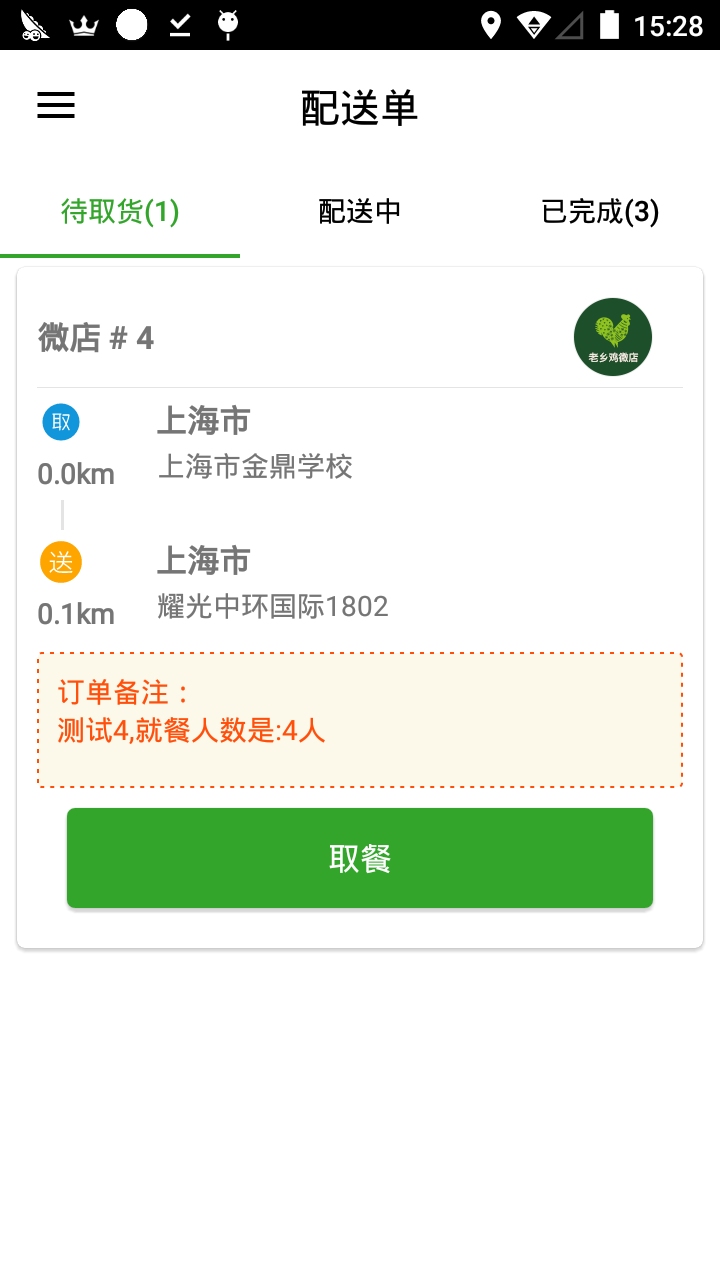 15:28
配送单
待取货(1)
配送中
已完成(3)
微店 # 4
老乡鸡微店
取
上海市
0.0km
上海市金鼎学校
送
上海市
0.1km
耀光中环国际1802
订单备注：
测试4,就餐人数是:4人
取餐